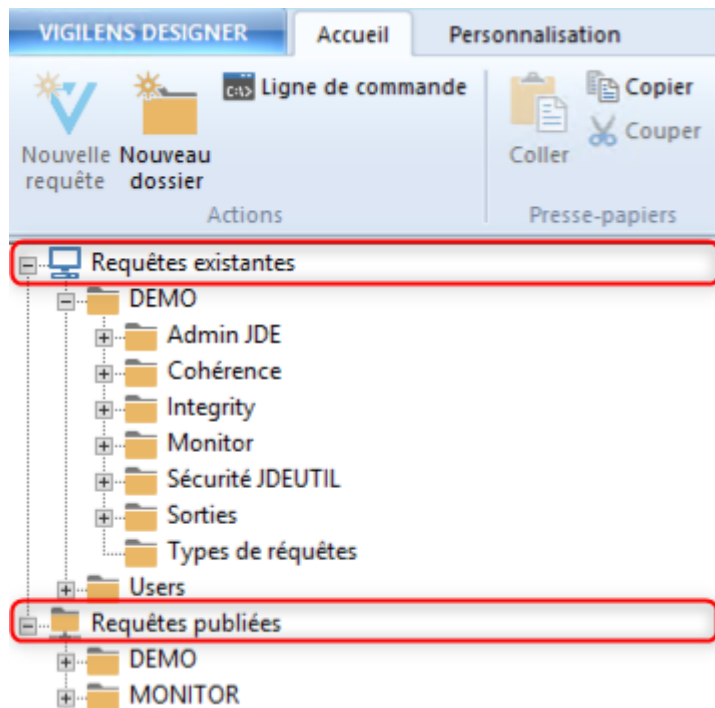 VIGILENS DESIGNER Accueil Personnalisation
C:\> Ligne de commande
Copier
Couper
Nouvelle requête
Nouveau dossier
Coller
Actions
Presse-papiers
Requêtes existantes
DEMO
Admin JDE
Cohérence
Integrity
Monitor
Sécurité JDEUTIL
Sorties
Types de réquêtes
Users
Requêtes publiées
DEMO
MONITOR